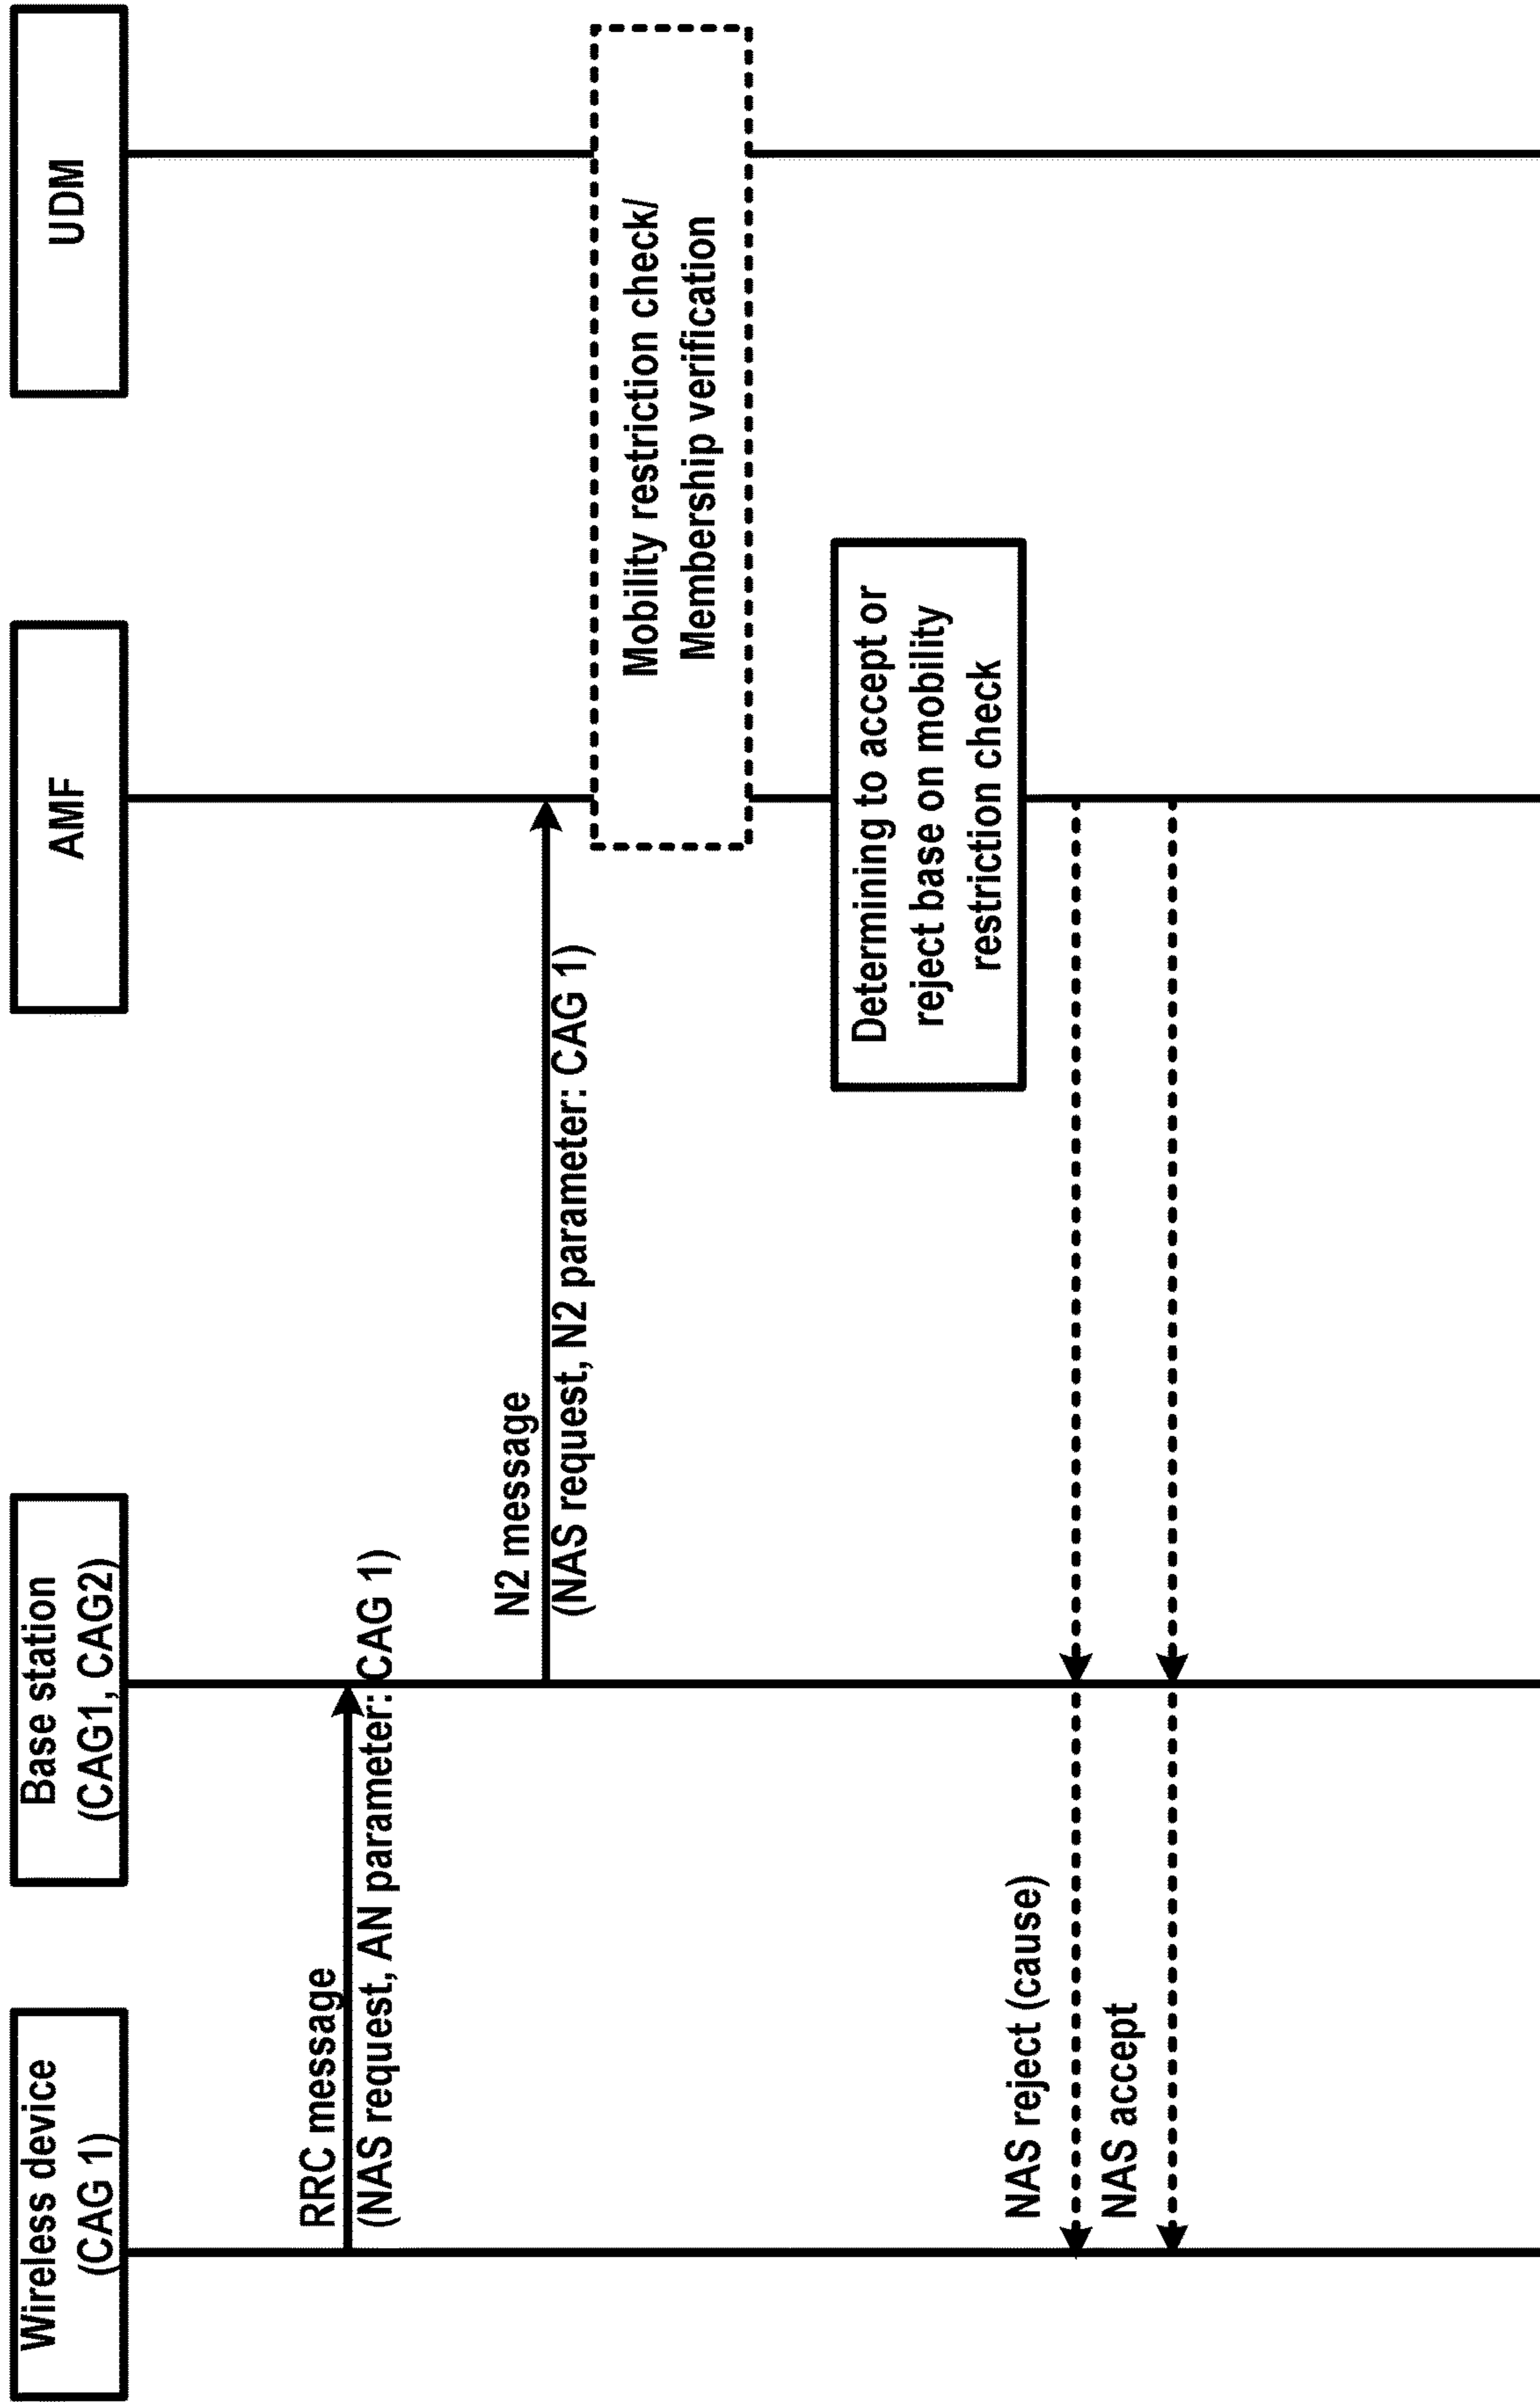 Wireless device
(CAG 1)
Base station
(CAG1, CAG2)
AMF
UDM
RRC message
(NAS request, AN parameter: CAG 1)
N2 message
(NAS request, N2 parameter: CAG 1)
Mobility restriction check/
Membership verification
Determining to accept or
reject base on mobility
restriction check
NAS reject (cause)
NAS accept